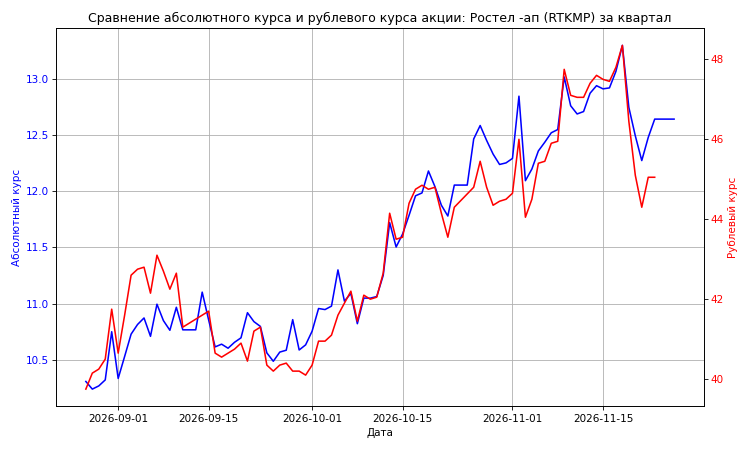 Сравнение абсолютного курса и рублевого курса акции: Ростел -ап (RTKMP) за квартал
13.0
12.5
12.0
11.5
11.0
10.5
Абсолютный курс
48
46
44
42
40
Рублевый курс
2026-09-01 2026-09-15 2026-10-01 2026-10-15 2026-11-01 2026-11-15
Дата